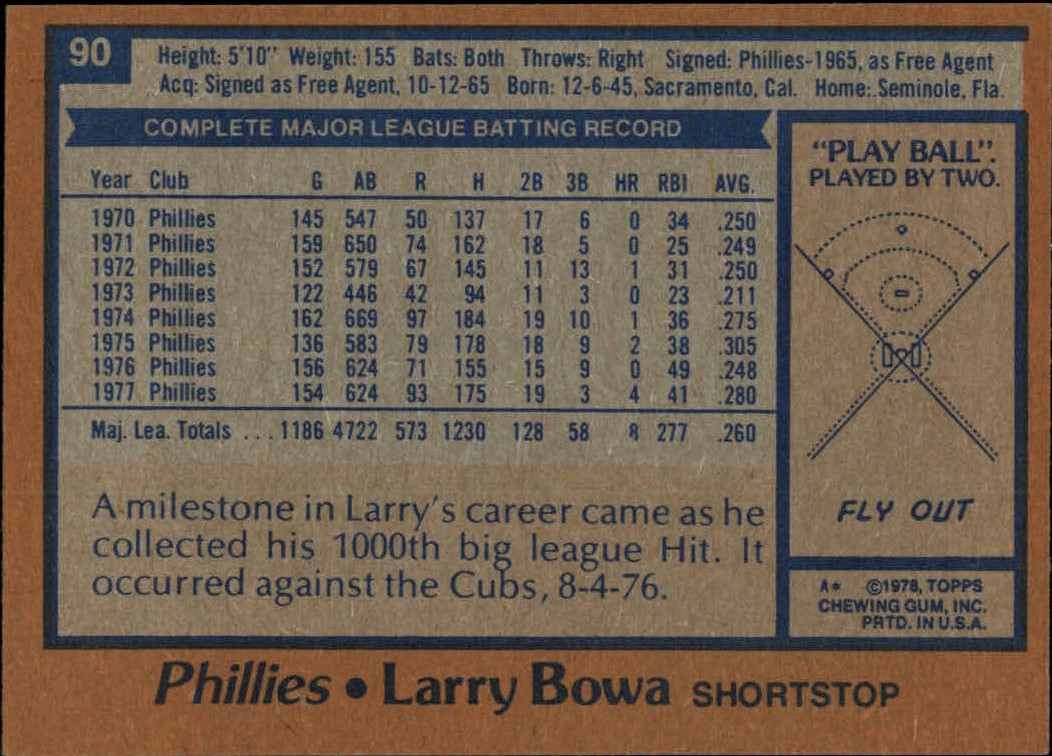 90
Height: 5'10" Weight: 155 Bats: Both Throws: Right Signed: Phillies-1965, as Free Agent
Acq: Signed as Free Agent, 10-12-65 Born: 12-6-45, Sacramento, Cal. Home: Seminole, Fla.
COMPLETE MAJOR LEAGUE BATTING RECORD
Year Club G AB R H 2B 3B HR RBI AVG.
1970 Phillies 145 547 50 137 17 6 0 34 .250
1971 Phillies 159 650 74 162 18 5 0 25 .249
1972 Phillies 152 579 67 145 11 13 1 31 .250
1973 Phillies 122 446 42 94 11 3 0 23 .211
1974 Phillies 162 669 97 184 19 10 1 36 .275
1975 Phillies 136 583 79 178 18 9 2 38 .305
1976 Phillies 156 624 71 155 15 9 0 49 .248
1977 Phillies 154 624 93 175 19 3 4 41 .280
Maj. Lea. Totals ... 1186 4722 573 1230 128 58 8 277 .260
A milestone in Larry's career came as he
collected his 1000th big league Hit. It
occurred against the Cubs, 8-4-76.
"PLAY BALL".
PLAYED BY TWO.
FLY OUT
A* ©1978, TOPPS
CHEWING GUM, INC.
PRTD. IN U.S.A.
Phillies • Larry Bowa SHORTSTOP